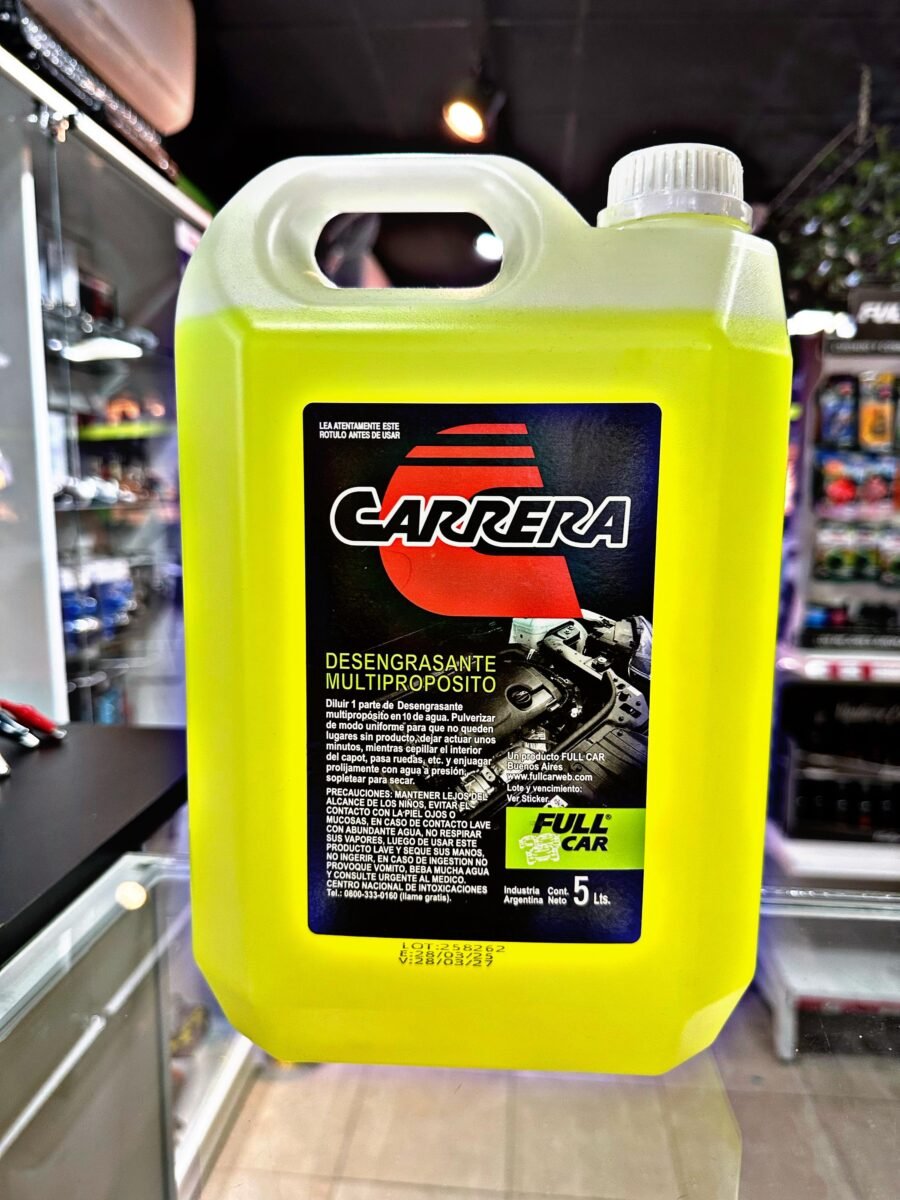 LEA ATENTAMENTE ESTE
ROTULO ANTES DE USAR
CARRERA
DESENGRASANTE
MULTIPROPÓSITO
Diluir 1 parte de Desengrasante
multipropósito en 10 de agua. Pulverizar
de modo uniforme para que no queden
lugares sin producto, dejar actuar unos
minutos, mientras cepillar el interior
del capot, pasa ruedas, etc. y enjuagar
prolijamente con agua a presión,
sopletear para secar.
PRECAUCIONES: MANTENER LEJOS DEL
ALCANCE DE LOS NIÑOS, EVITAR EL
CONTACTO CON LA PIEL OJOS O
MUCOSAS, EN CASO DE CONTACTO LAVE
CON ABUNDANTE AGUA, NO RESPIRAR
SUS VAPORES, LUEGO DE USAR ESTE
PRODUCTO LAVE Y SEQUE SUS MANOS,
NO INGERIR, EN CASO DE INGESTION NO
PROVOQUE VOMITO, BEBA MUCHA AGUA
Y CONSULTE URGENTE AL MEDICO.
CENTRO NACIONAL DE INTOXICACIONES
Tel.: 0800-333-0160 (llame gratis).
Un producto FULL CAR
Buenos Aires
www.fullcarweb.com
Lote y vencimiento:
Ver Sticker
FULL®
CAR
Industria Cont. 5 Lts.
Argentina Neto
LOT:258262
E:28/03/25
V:28/03/27